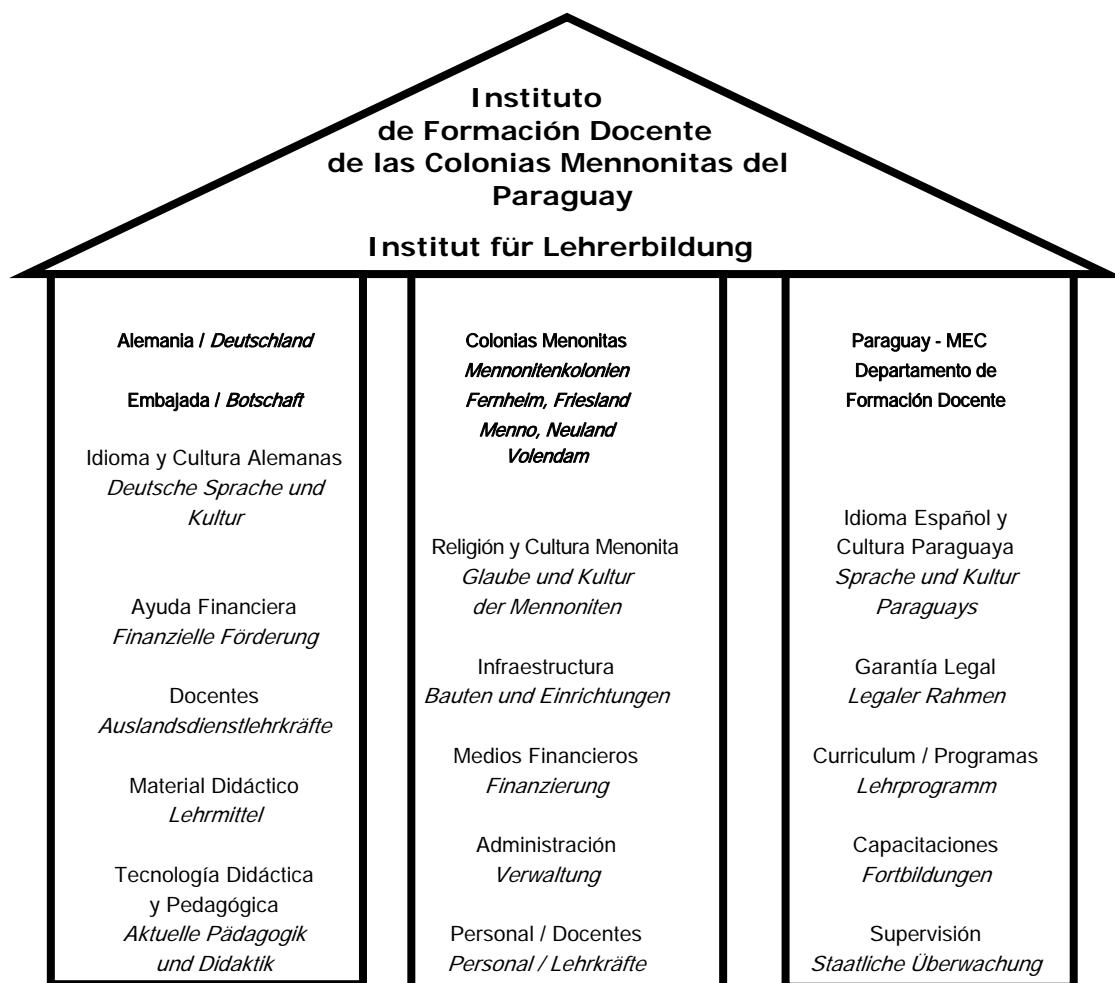 Instituto
de Formación Docente
de las Colonias Mennonitas del
Paraguay
Institut für Lehrerbildung
Alemania / Deutschland
Embajada / Botschaft
Idioma y Cultura Alemanas
Deutsche Sprache und
Kultur
Ayuda Financiera
Finanzielle Förderung
Docentes
Auslandsdienstlehrkräfte
Material Didáctico
Lehrmittel
Tecnología Didáctica
y Pedagógica
Aktuelle Pädagogik
und Didaktik
Colonias Menonitas
Mennonitenkolonien
Fernheim, Friesland
Menno, Neuland
Volendam
Religión y Cultura Menonita
Glaube und Kultur
der Mennoniten
Infraestructura
Bauten und Einrichtungen
Medios Financieros
Finanzierung
Administración
Verwaltung
Personal / Docentes
Personal / Lehrkräfte
Paraguay - MEC
Departamento de
Formación Docente
Idioma Español y
Cultura Paraguaya
Sprache und Kultur
Paraguays
Garantía Legal
Legaler Rahmen
Curriculum / Programas
Lehrprogramm
Capacitaciones
Fortbildungen
Supervisión
Staatliche Überwachung